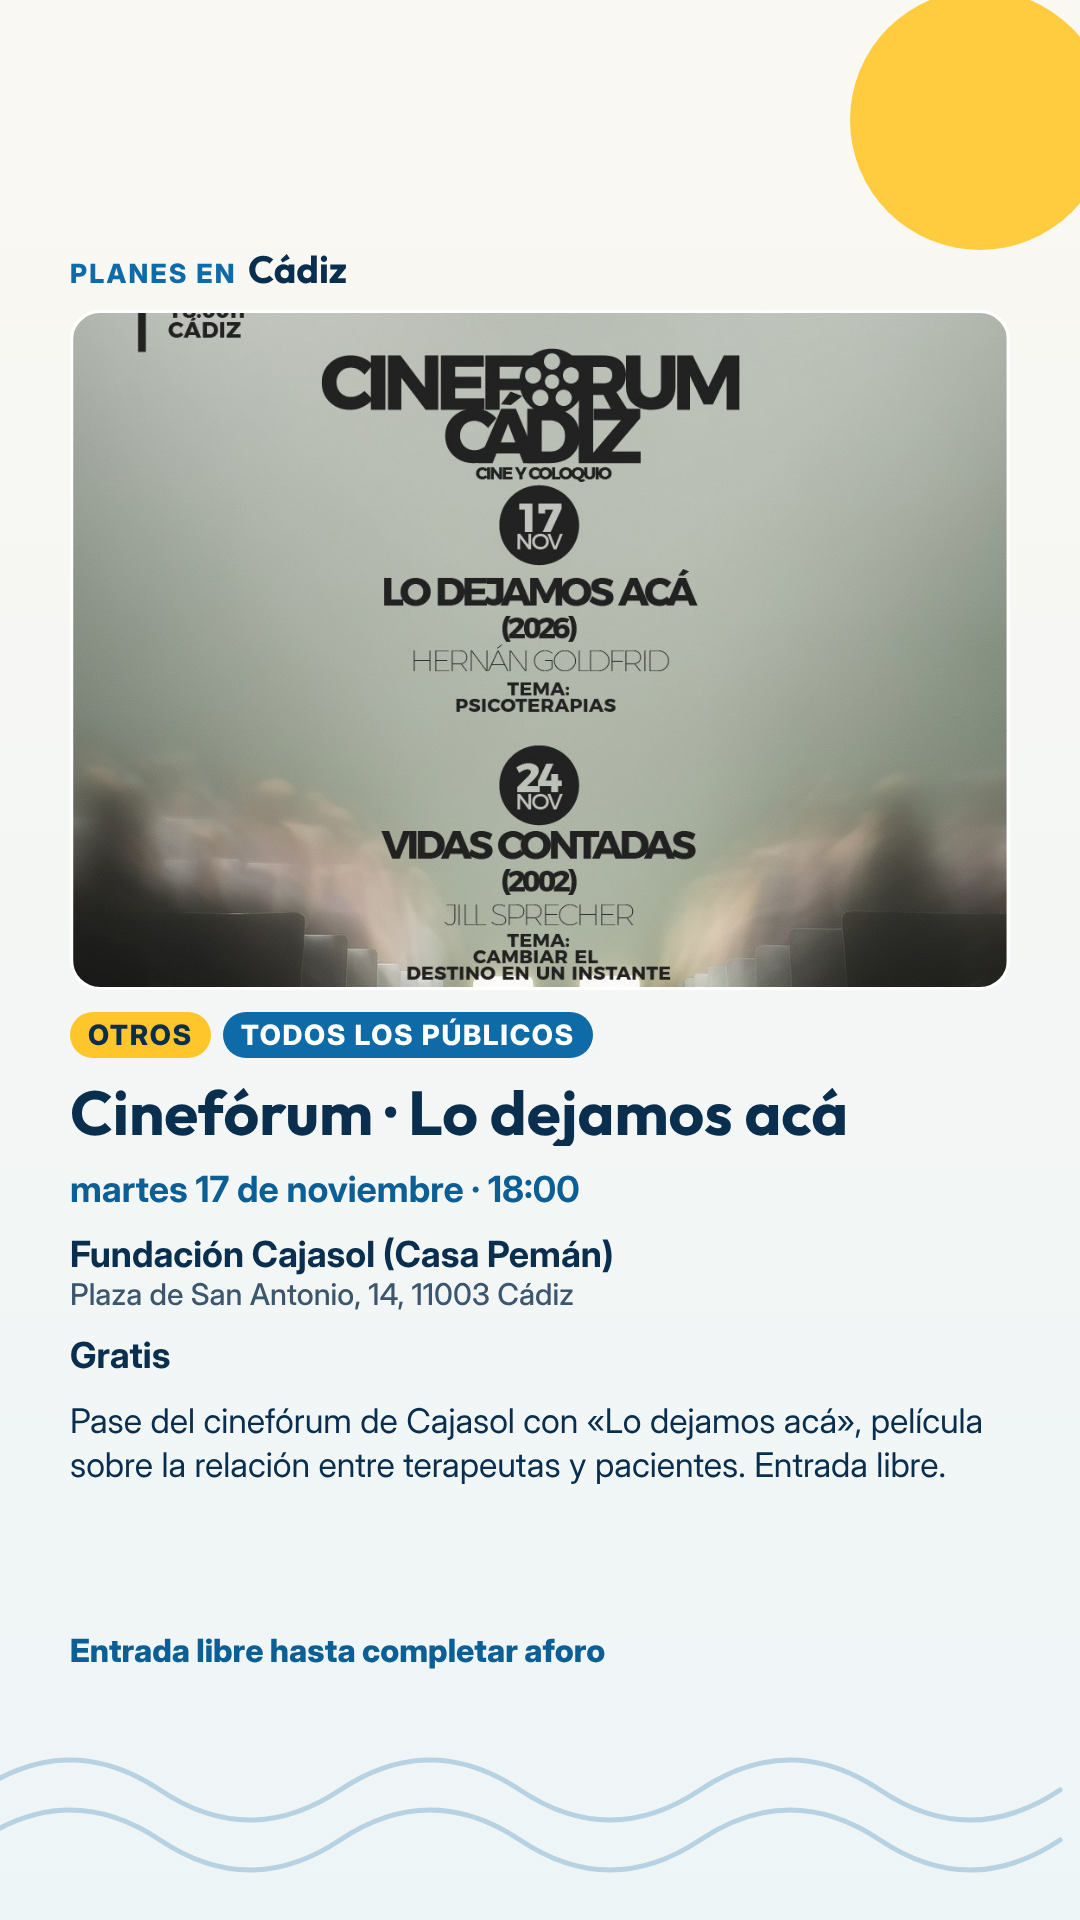 PLANES EN Cádiz
CÁDIZ
CINEFÓRUM
CÁDIZ
CINE Y COLOQUIO
17
NOV
LO DEJAMOS ACÁ
(2026)
HERNÁN GOLDFRID
TEMA:
PSICOTERAPIAS
24
NOV
VIDAS CONTADAS
(2002)
JILL SPRECHER
TEMA:
CAMBIAR EL
DESTINO EN UN INSTANTE
OTROS TODOS LOS PÚBLICOS
Cinefórum · Lo dejamos acá
martes 17 de noviembre · 18:00
Fundación Cajasol (Casa Pemán)
Plaza de San Antonio, 14, 11003 Cádiz
Gratis
Pase del cinefórum de Cajasol con «Lo dejamos acá», película
sobre la relación entre terapeutas y pacientes. Entrada libre.
Entrada libre hasta completar aforo